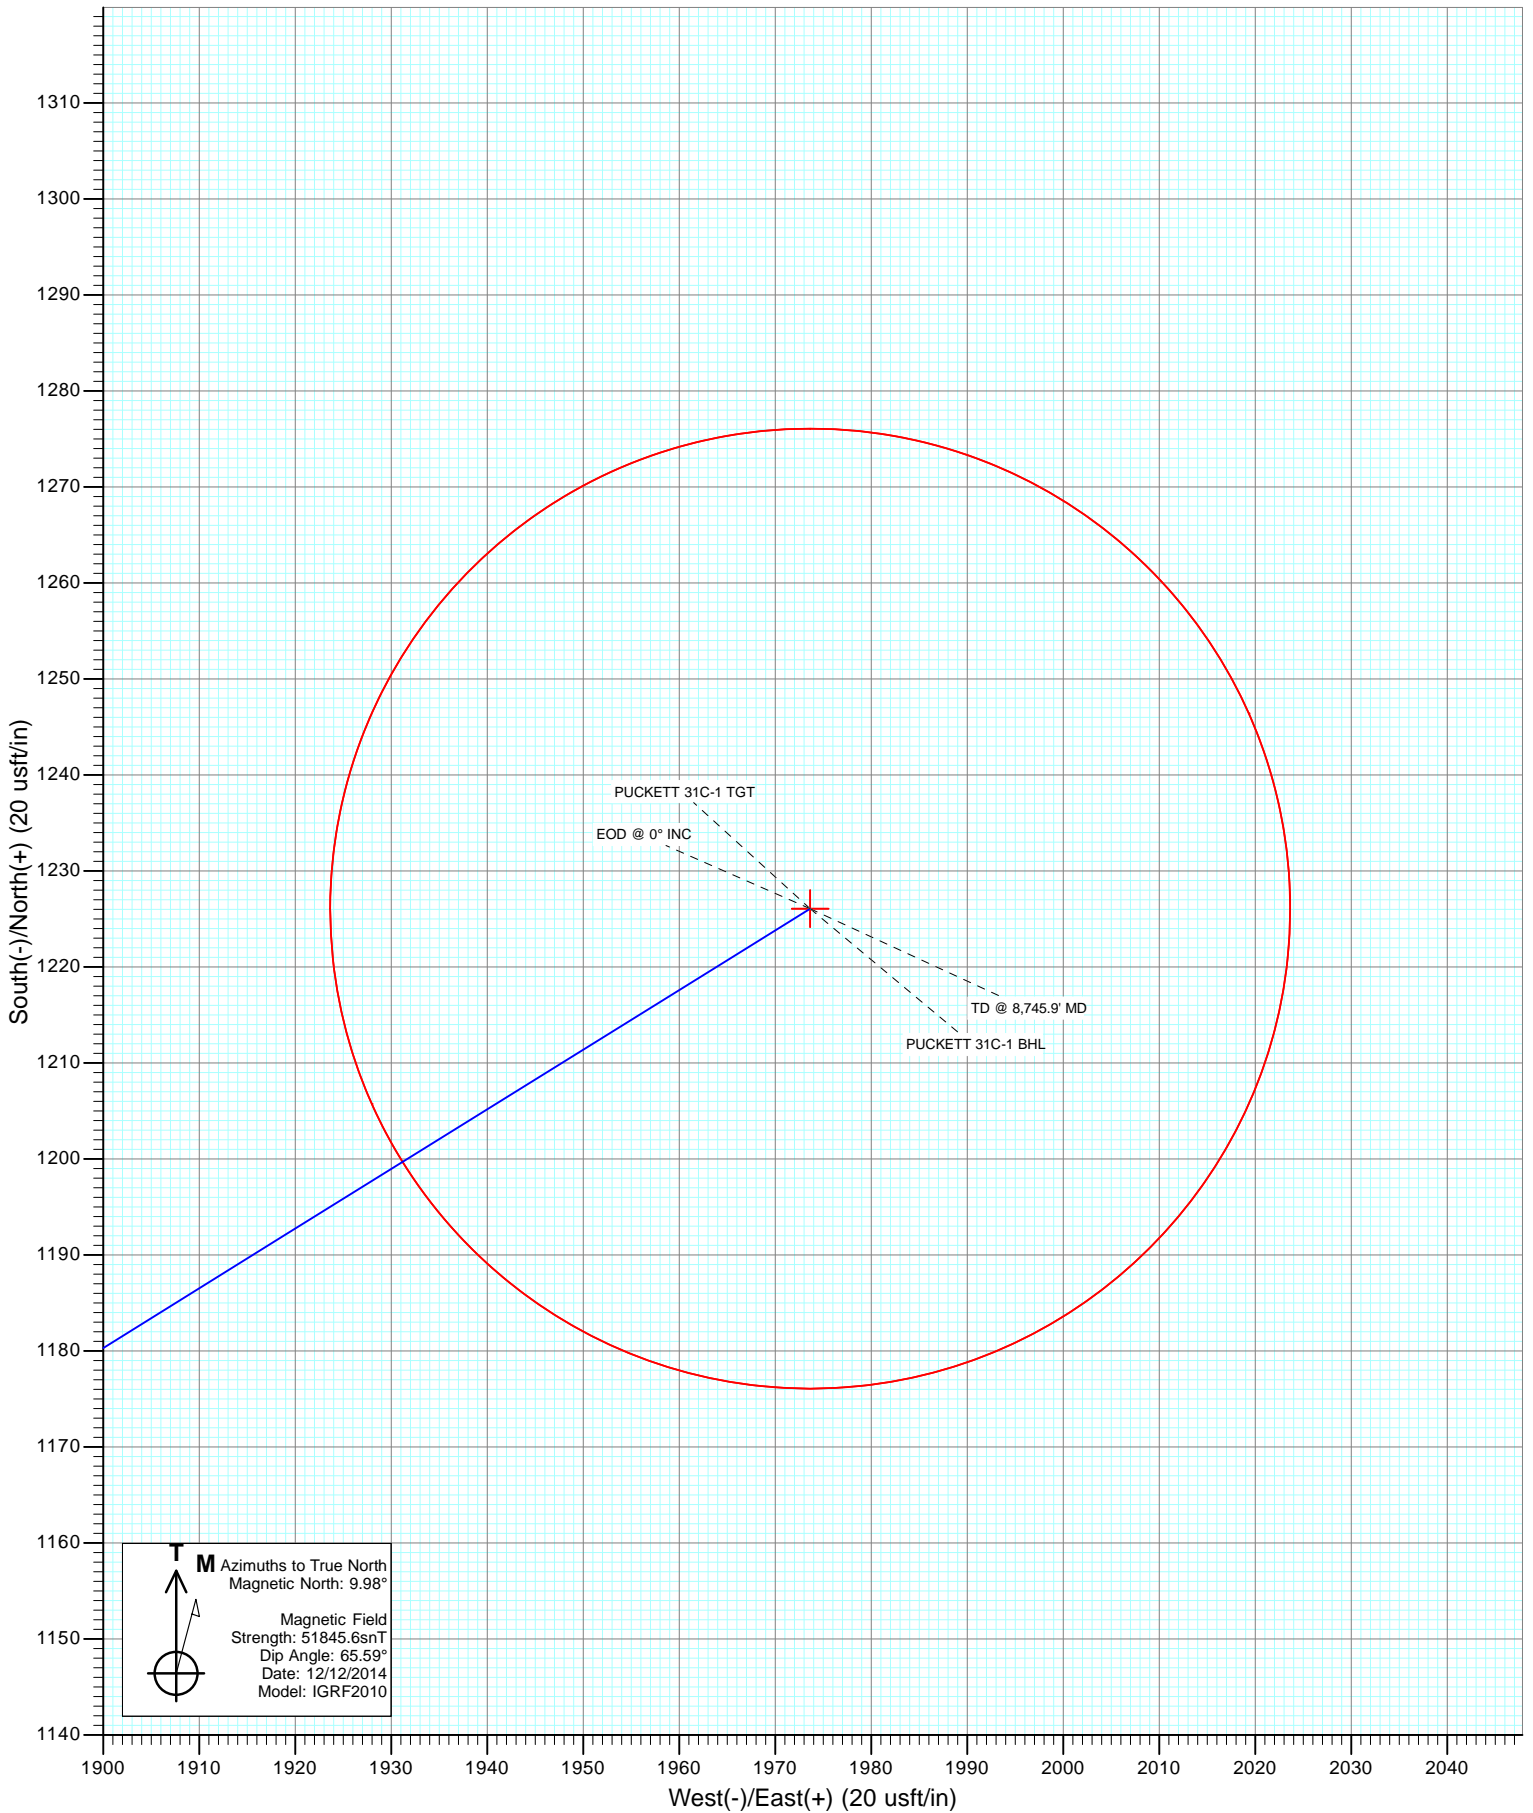 1310
1300
1290
1280
1270
1260
1250
1240
1230
1220
1210
1200
1190
1180
1170
1160
1150
1140
South(-)/North(+) (20 usft/in)
PUCKETT 31C-1 TGT
EOD @ 0° INC
TD @ 8,745.9' MD
PUCKETT 31C-1 BHL
T
M
Azimuths to True North
Magnetic North: 9.98°
Magnetic Field
Strength: 51845.6snT
Dip Angle: 65.59°
Date: 12/12/2014
Model: IGRF2010
1900 1910 1920 1930 1940 1950 1960 1970 1980 1990 2000 2010 2020 2030 2040
West(-)/East(+) (20 usft/in)